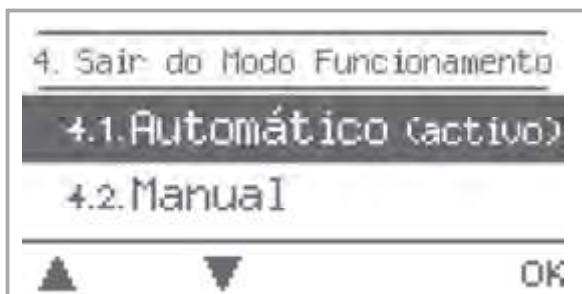 4. Sair do Modo Funcionamento
4.1.Automático (activo)
4.2.Manual
OK